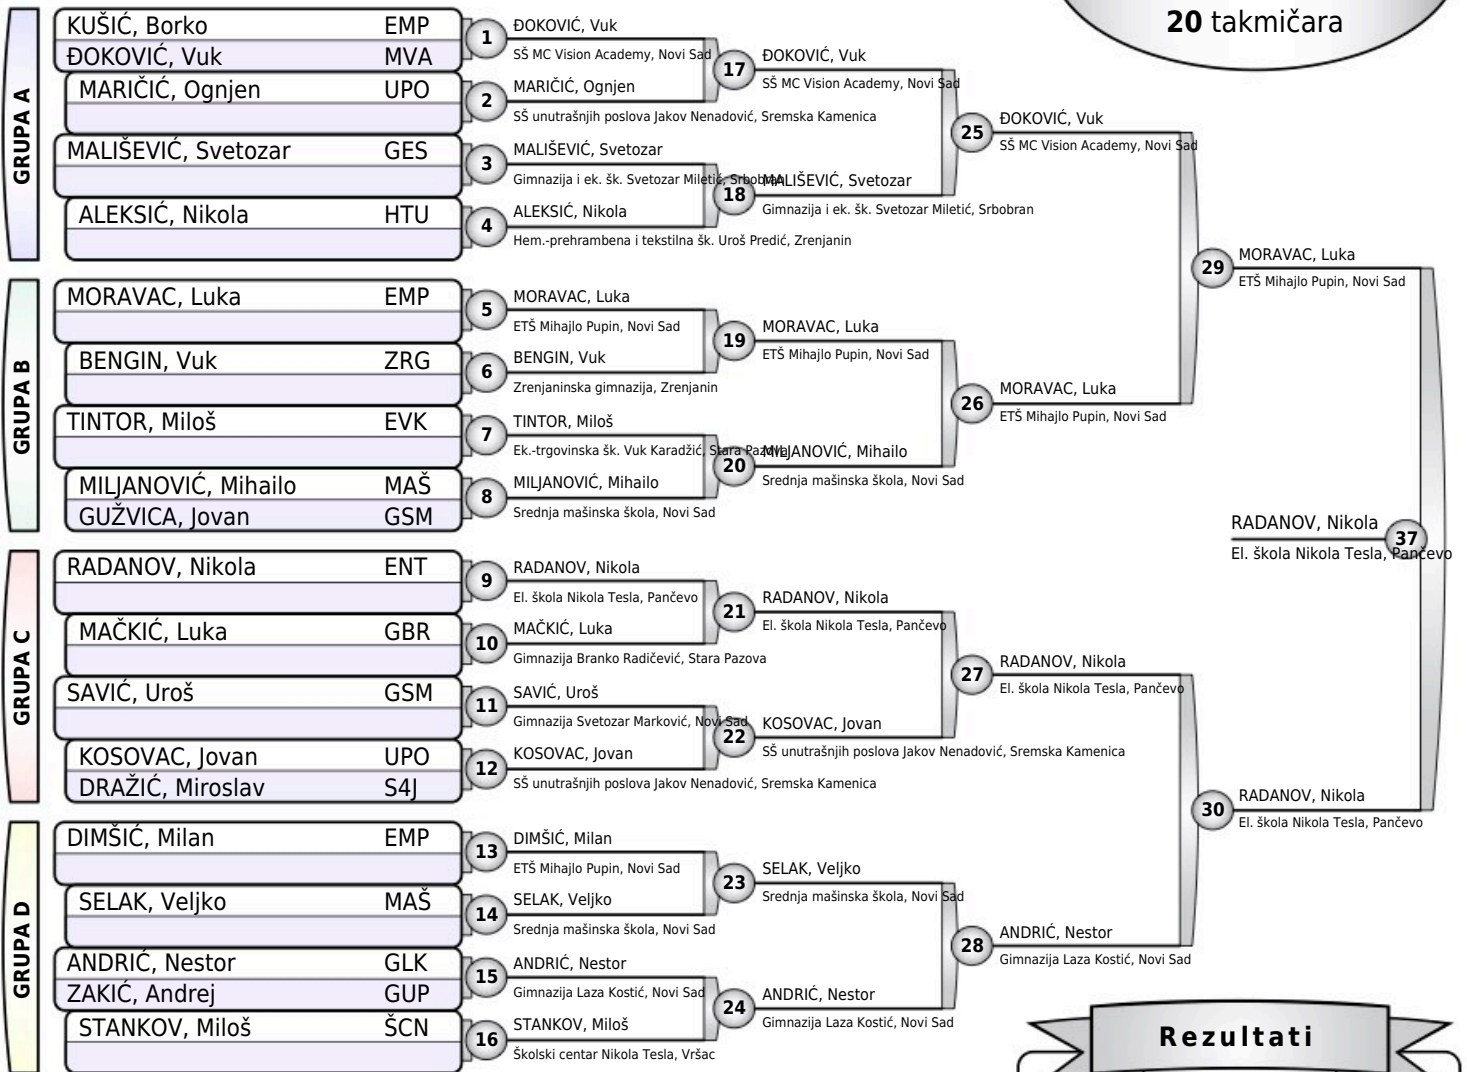 20 takmičara
GRUPA A
KUŠIĆ, Borko EMP
ĐOKOVIĆ, Vuk MVA
MARIČIĆ, Ognjen UPO
MALIŠEVIĆ, Svetozar GES
ALEKSIĆ, Nikola HTU
GRUPA B
MORAVAC, Luka EMP
BENGIN, Vuk ZRG
TINTOR, Miloš EVK
MILJANOVIĆ, Mihailo MAŠ
GUŽVICA, Jovan GSM
GRUPA C
RADANOV, Nikola ENT
MAČKIĆ, Luka GBR
SAVIĆ, Uroš GSM
KOSOVAC, Jovan UPO
DRAŽIĆ, Miroslav S4J
GRUPA D
DIMŠIĆ, Milan EMP
SELAK, Veljko MAŠ
ANDRIĆ, Nestor GLK
ZAKIĆ, Andrej GUP
STANKOV, Miloš ŠCN
1 ĐOKOVIĆ, Vuk
SŠ MC Vision Academy, Novi Sad
2 MARIČIĆ, Ognjen
SŠ unutrašnjih poslova Jakov Nenadović, Sremska Kamenica
3 MALIŠEVIĆ, Svetozar
Gimnazija i ek. šk. Svetozar Miletić, Srbobran
4 ALEKSIĆ, Nikola
Hem.-prehrambena i tekstilna šk. Uroš Predić, Zrenjanin
5 MORAVAC, Luka
ETŠ Mihajlo Pupin, Novi Sad
6 BENGIN, Vuk
Zrenjaninska gimnazija, Zrenjanin
7 TINTOR, Miloš
Ek.-trgovinska šk. Vuk Karadžić, Stara Pazova
8 MILJANOVIĆ, Mihailo
Srednja mašinska škola, Novi Sad
9 RADANOV, Nikola
El. škola Nikola Tesla, Pančevo
10 MAČKIĆ, Luka
Gimnazija Branko Radičević, Stara Pazova
11 SAVIĆ, Uroš
Gimnazija Svetozar Marković, Novi Sad
12 KOSOVAC, Jovan
SŠ unutrašnjih poslova Jakov Nenadović, Sremska Kamenica
13 DIMŠIĆ, Milan
ETŠ Mihajlo Pupin, Novi Sad
14 SELAK, Veljko
Srednja mašinska škola, Novi Sad
15 ANDRIĆ, Nestor
Gimnazija Laza Kostić, Novi Sad
16 STANKOV, Miloš
Školski centar Nikola Tesla, Vršac
17 ĐOKOVIĆ, Vuk
SŠ MC Vision Academy, Novi Sad
18 MALIŠEVIĆ, Svetozar
Gimnazija i ek. šk. Svetozar Miletić, Srbobran
19 MORAVAC, Luka
ETŠ Mihajlo Pupin, Novi Sad
20 MILJANOVIĆ, Mihailo
Srednja mašinska škola, Novi Sad
21 RADANOV, Nikola
El. škola Nikola Tesla, Pančevo
22 KOSOVAC, Jovan
SŠ unutrašnjih poslova Jakov Nenadović, Sremska Kamenica
23 SELAK, Veljko
Srednja mašinska škola, Novi Sad
24 ANDRIĆ, Nestor
Gimnazija Laza Kostić, Novi Sad
25 ĐOKOVIĆ, Vuk
SŠ MC Vision Academy, Novi Sad
26 MORAVAC, Luka
ETŠ Mihajlo Pupin, Novi Sad
27 RADANOV, Nikola
El. škola Nikola Tesla, Pančevo
28 ANDRIĆ, Nestor
Gimnazija Laza Kostić, Novi Sad
29 MORAVAC, Luka
ETŠ Mihajlo Pupin, Novi Sad
30 RADANOV, Nikola
El. škola Nikola Tesla, Pančevo
RADANOV, Nikola 37
El. škola Nikola Tesla, Pančevo
Rezultati